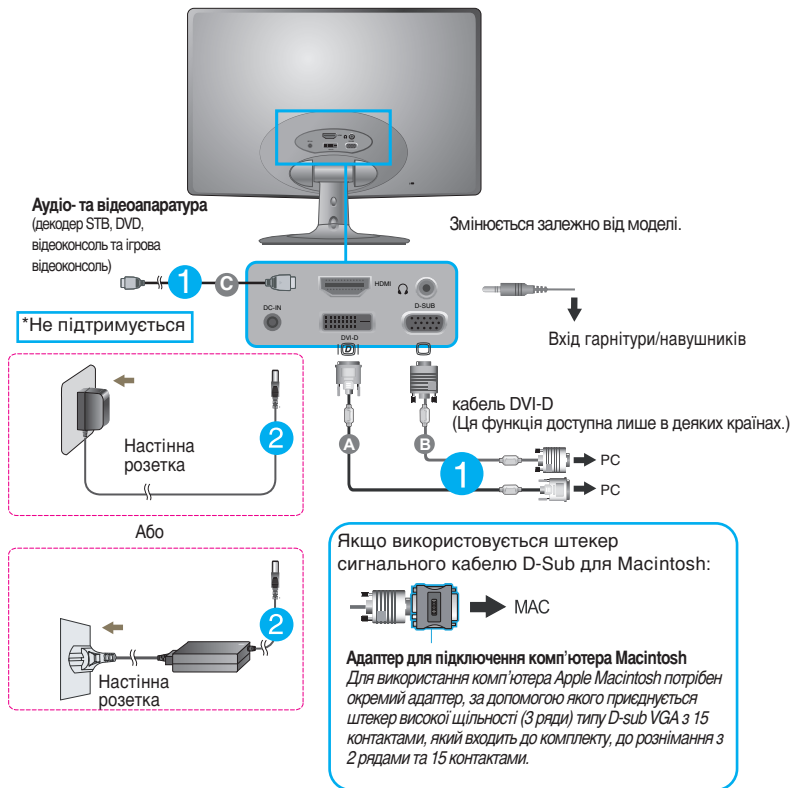 Аудіо- та відеоапаратура
(декодер STB, DVD,
відеоконсоль та ігрова
відеоконсоль)
Змінюється залежно від моделі.
1
C
HDMI
DC-IN
D-SUB
DVI-D
*Не підтримується
Вхід гарнітури/навушників
Настінна
розетка
2
кабель DVI-D
(Ця функція доступна лише в деяких країнах.)
A
B
1
PC
PC
Або
Настінна
розетка
2
Якщо використовується штекер
сигнального кабелю D-Sub для Macintosh:
MAC
Адаптер для підключення комп’ютера Macintosh
Для використання комп’ютера Apple Macintosh потрібен
окремий адаптер, за допомогою якого приєднується
штекер високої щільності (3 ряди) типу D-sub VGA з 15
контактами, який входить до комплекту, до рознімання з
2 рядами та 15 контактами.